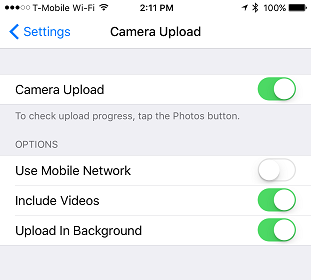 T-Mobile Wi-Fi 2:11 PM 100%
Settings Camera Upload
Camera Upload
To check upload progress, tap the Photos button.
OPTIONS
Use Mobile Network
Include Videos
Upload In Background